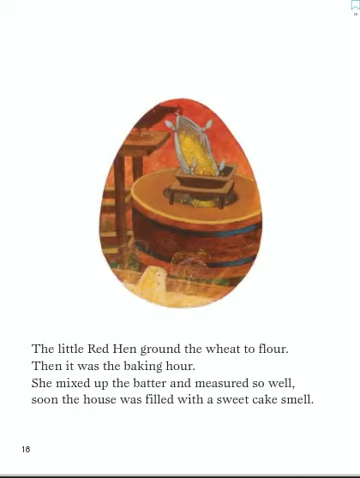 The little Red Hen ground the wheat to flour.
Then it was the baking hour.
She mixed up the batter and measured so well,
soon the house was filled with a sweet cake smell.
18